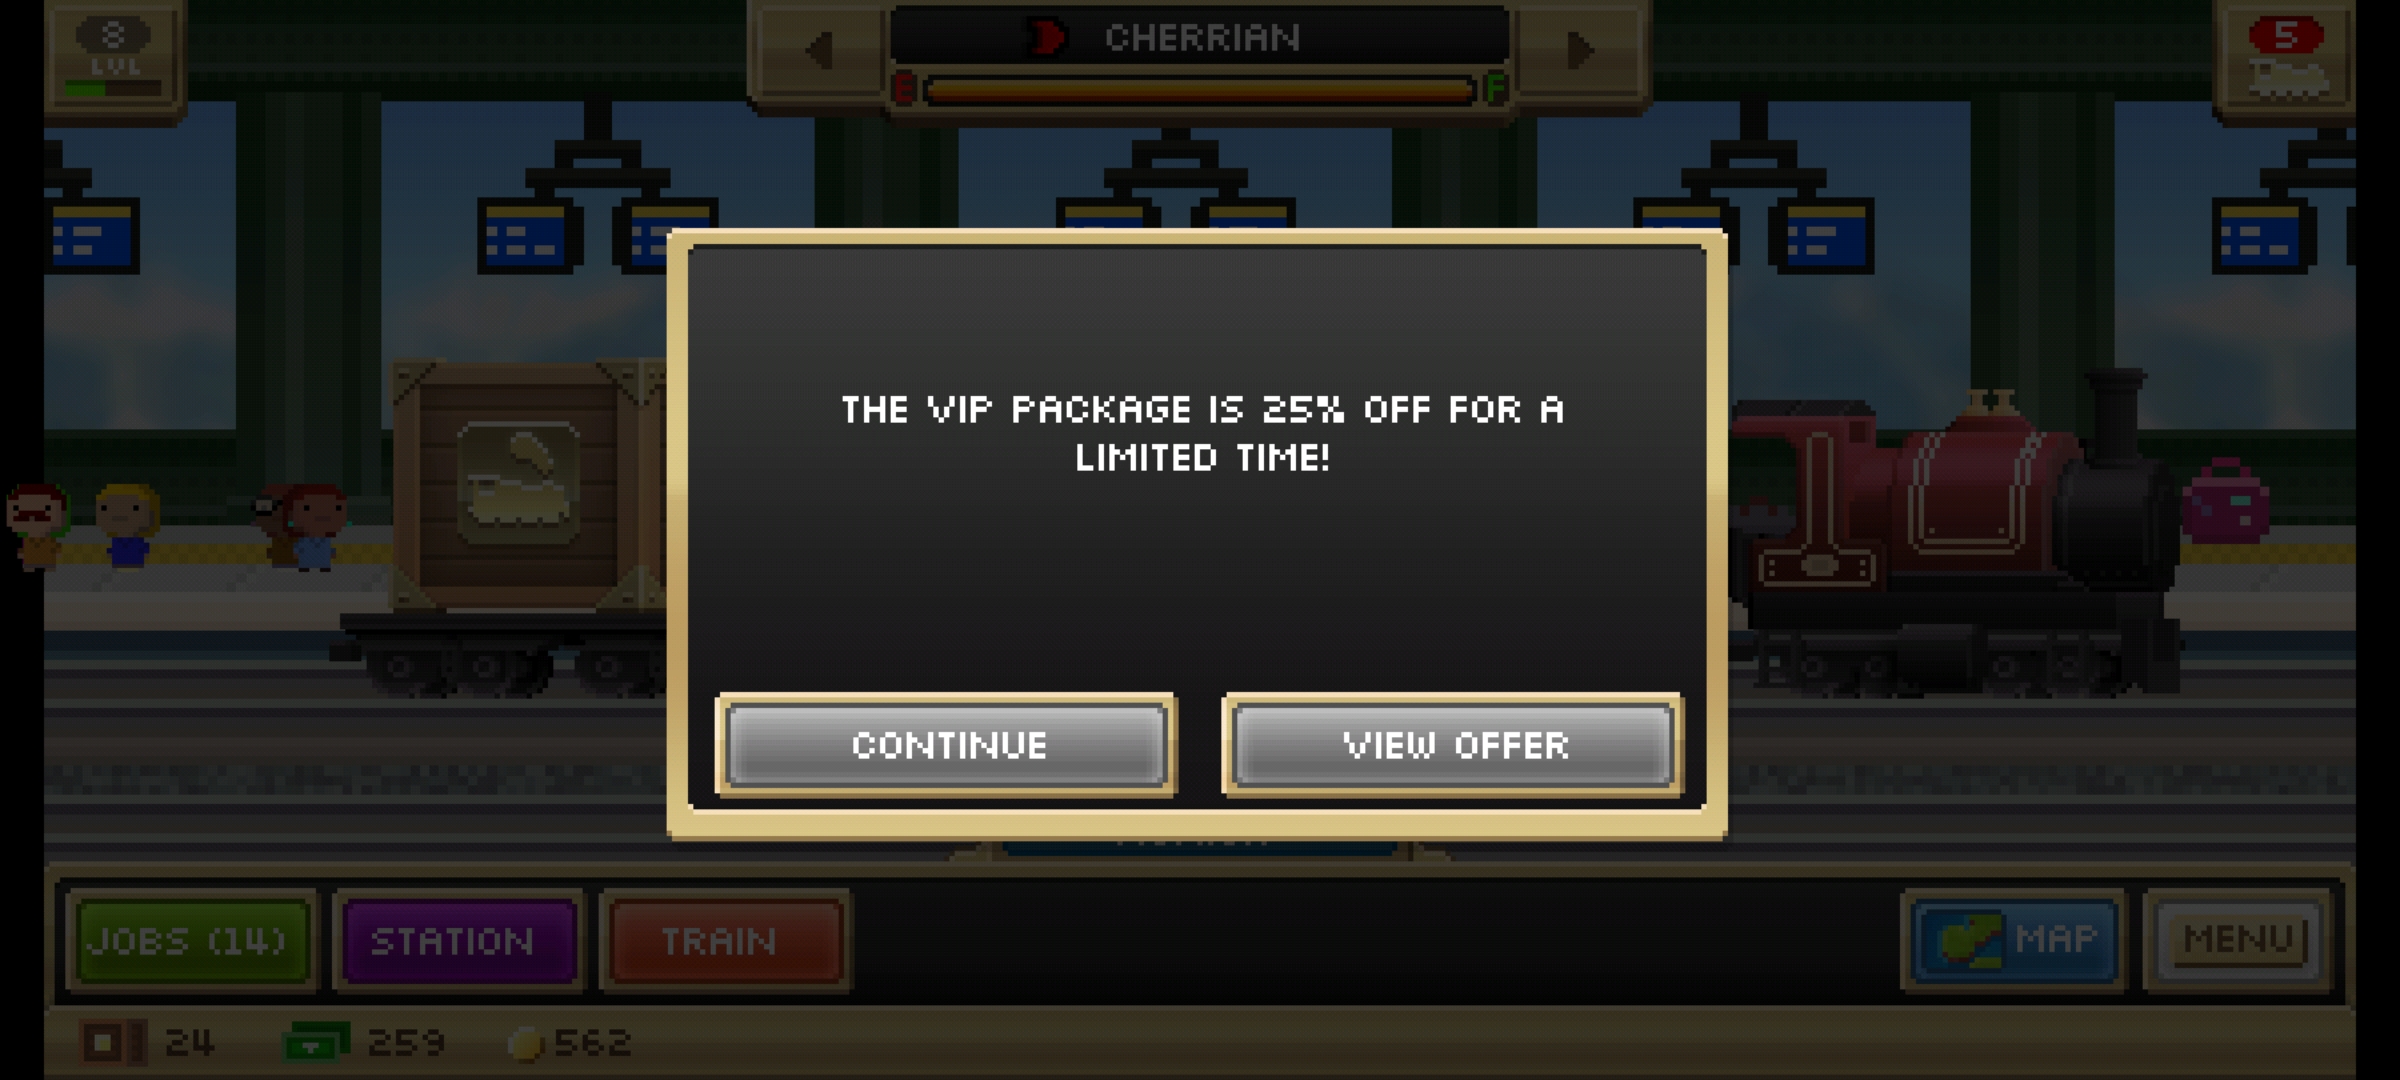 8
LVL
CHERRIAN
E F
5
THE VIP PACKAGE IS 25% OFF FOR A
LIMITED TIME!
CONTINUE VIEW OFFER
JOBS (14) STATION TRAIN MAP MENU
24 259 562